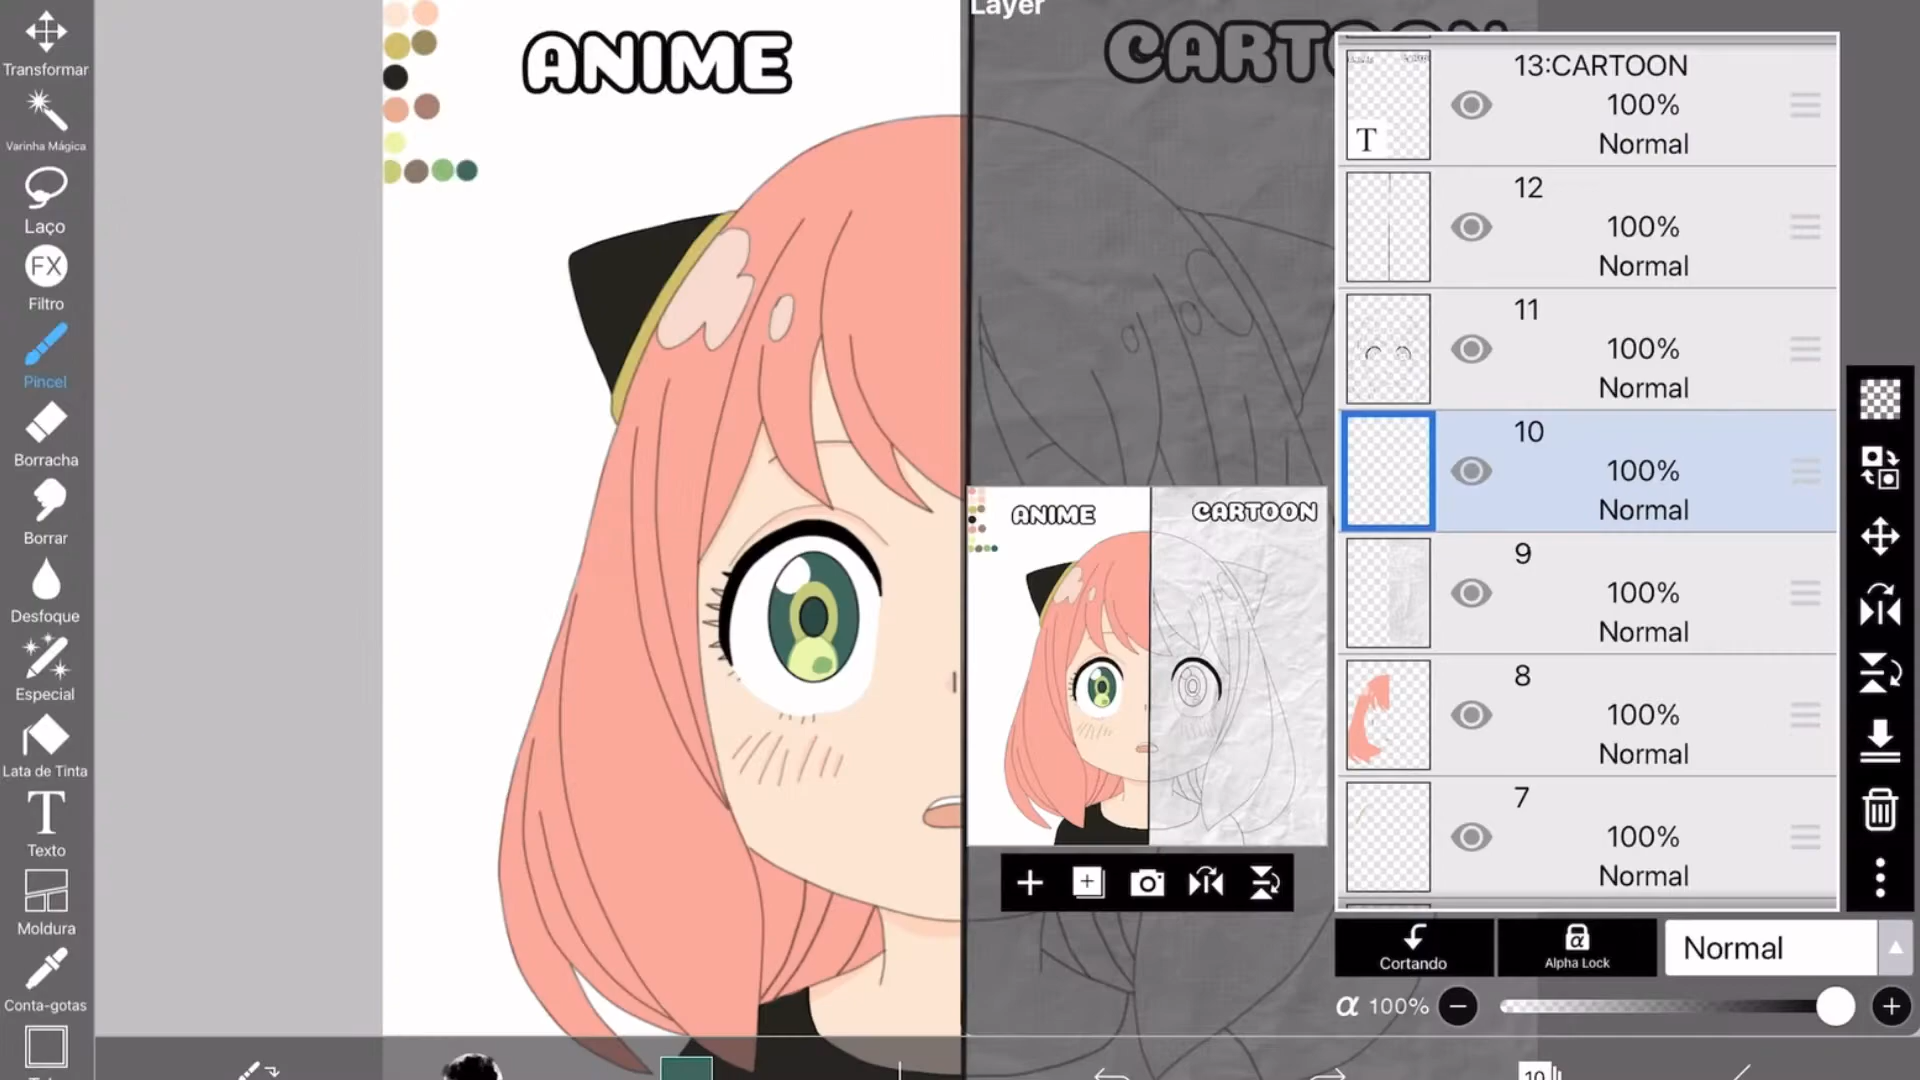 Transformar
Varinha Mágica
Laço
FX
Filtro
Pincel
Borracha
Borrar
Desfoque
Especial
Lata de Tinta
T
Texto
Moldura
Conta-gotas
ANIME
Layer
CARTOON
13:CARTOON
100%
Normal
T
12
100%
Normal
11
100%
Normal
10
100%
Normal
9
100%
Normal
8
100%
Normal
7
100%
Normal
ANIME
CARTOON
Cortando
α
Alpha Lock
Normal
α 100%
10